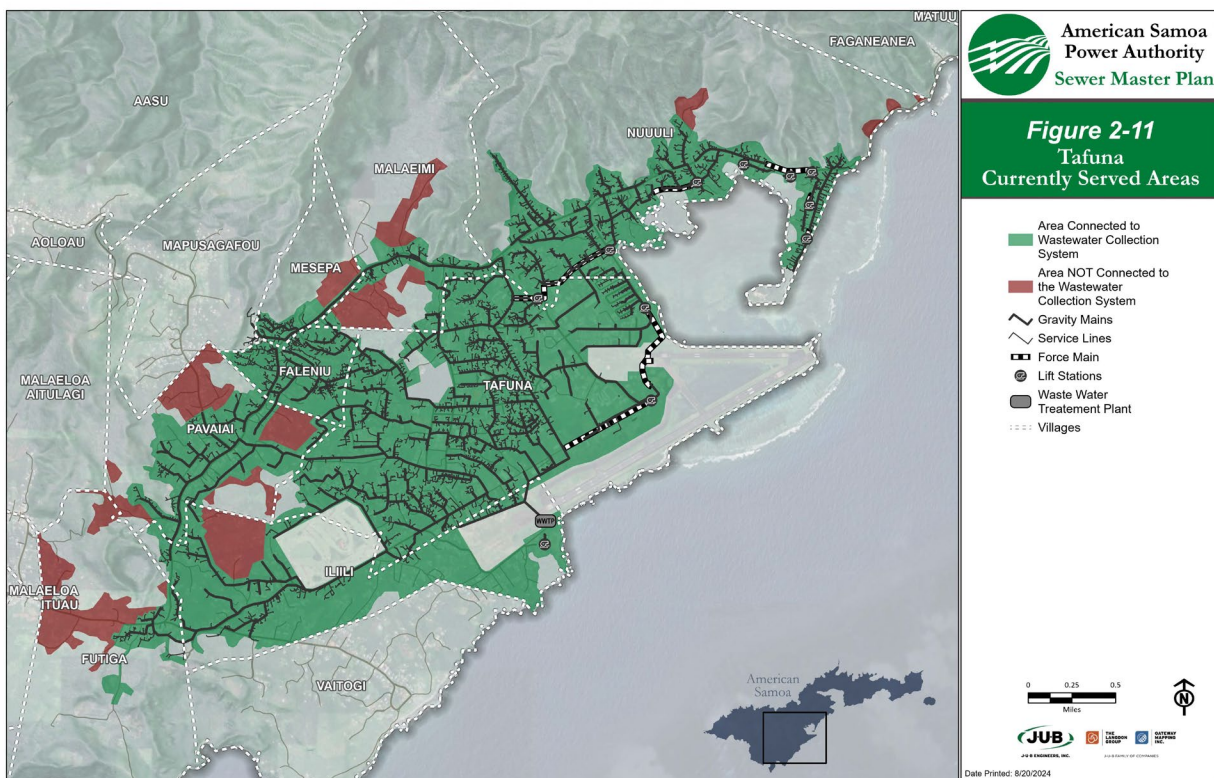 MATUU
FAGANEANEA
AASU
NUUULI
MALAEIMI
AOLOAU
MAPUSAGAFOU
MESEPA
MALAELOA
AITULAGI
FALENIU
TAFUNA
PAVAIAI
WWTP
ILIILI
MALAELOA
ITUAU
FUTIGA
VAITOGI
American
Samoa
American Samoa
Power Authority
Sewer Master Plan
Figure 2-11
Tafuna
Currently Served Areas
Area Connected to
Wastewater Collection
System
Area NOT Connected to
the Wastewater
Collection System
Gravity Mains
Service Lines
Force Main
Lift Stations
Waste Water
Treatement Plant
Villages
0 0.25 0.5
Miles
N
J·U·B
J·U·B ENGINEERS, INC.
THE
LANGDON
GROUP
GATEWAY
MAPPING
INC.
J·U·B FAMILY OF COMPANIES
Date Printed: 8/20/2024